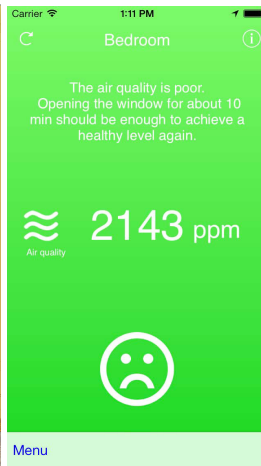 Carrier 1:11 PM
Bedroom
The air quality is poor.
Opening the window for about 10
min should be enough to achieve a
healthy level again.
2143 ppm
Air quality
Menu